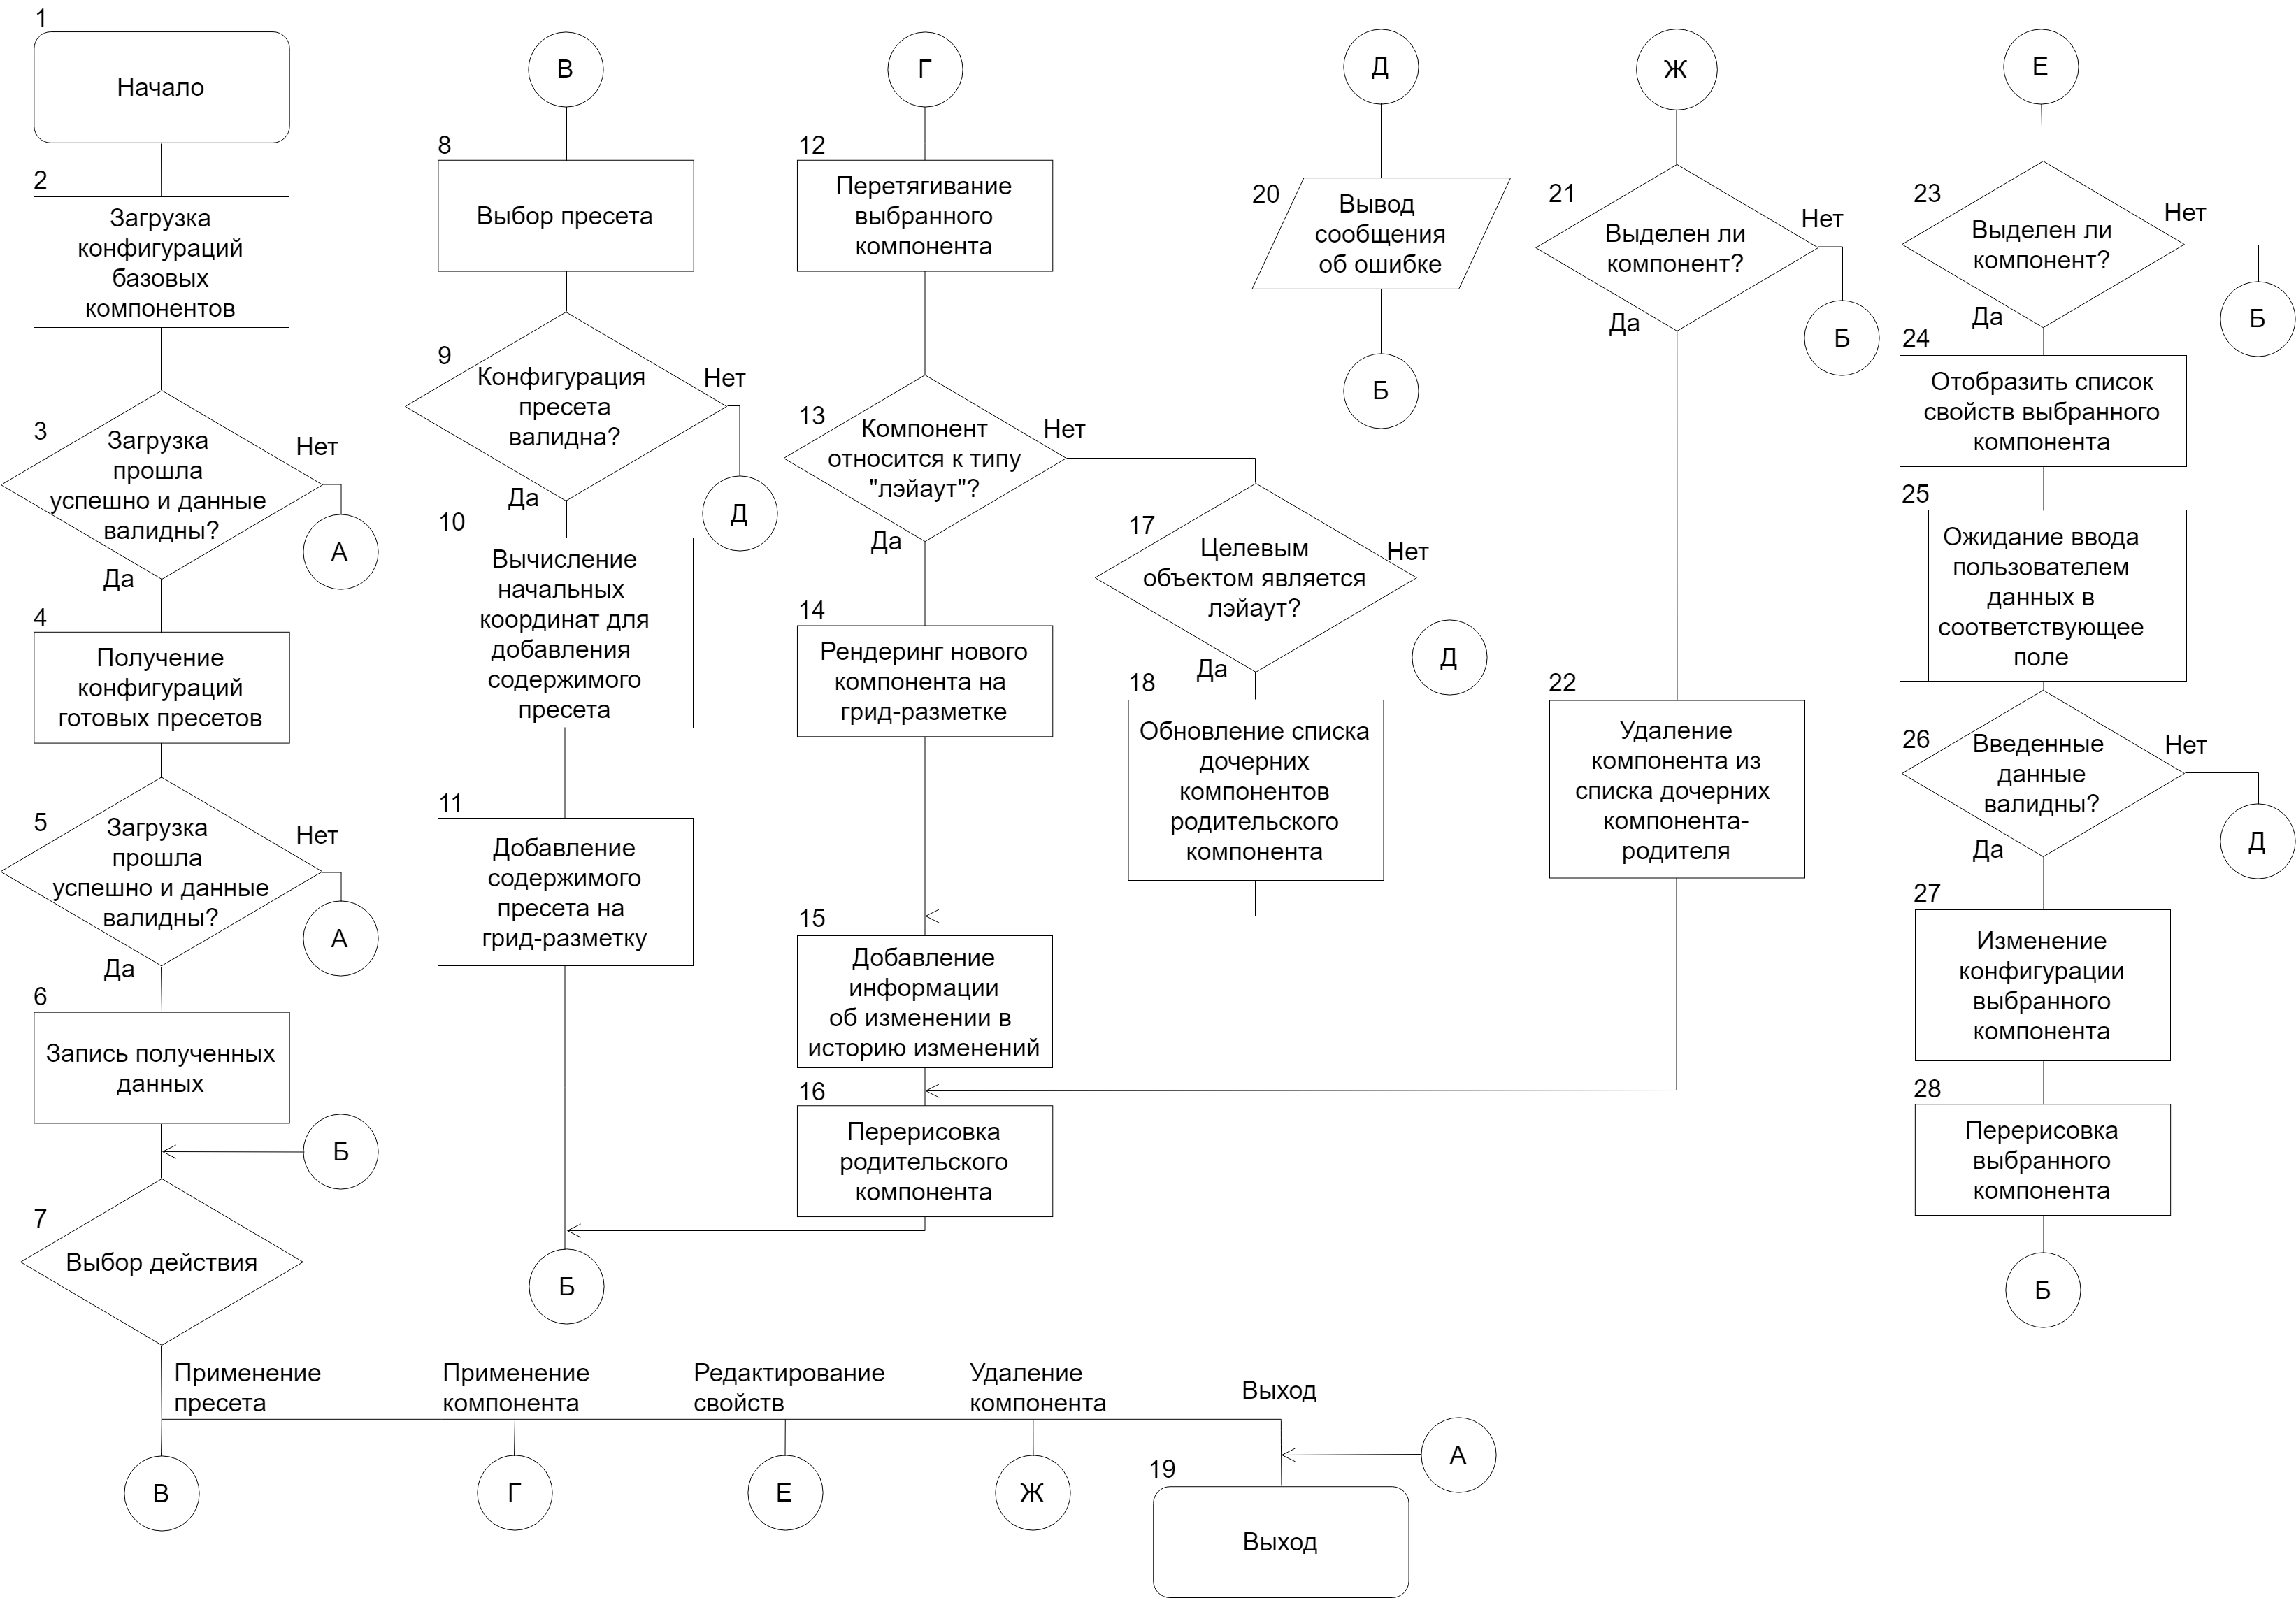 1
Начало
2
Загрузка
конфигураций
базовых
компонентов
3
Загрузка
прошла
успешно и данные
валидны?
Нет
А
Да
4
Получение
конфигураций
готовых пресетов
5
Загрузка
прошла
успешно и данные
валидны?
Нет
А
Да
6
Запись полученных
данных
Б
7
Выбор действия
Применение
пресета
Применение
компонента
Редактирование
свойств
Удаление
компонента
Выход
В
Г
Е
Ж
А
19
Выход
В
8
Выбор пресета
9
Конфигурация
пресета
валидна?
Нет
Д
Да
10
Вычисление
начальных
координат для
добавления
содержимого
пресета
11
Добавление
содержимого
пресета на
грид-разметку
Б
Г
12
Перетягивание
выбранного
компонента
13
Компонент
относится к типу
"лэйаут"?
Нет
Да
14
Рендеринг нового
компонента на
грид-разметке
15
Добавление
информации
об изменении в
историю изменений
16
Перерисовка
родительского
компонента
17
Целевым
объектом является
лэйаут?
Нет
Д
Да
18
Обновление списка
дочерних
компонентов
родительского
компонента
Д
20
Вывод
сообщения
об ошибке
Б
Ж
21
Выделен ли
компонент?
Нет
Б
Да
22
Удаление
компонента из
списка дочерних
компонента-
родителя
Е
23
Выделен ли
компонент?
Нет
Б
Да
24
Отобразить список
свойств выбранного
компонента
25
Ожидание ввода
пользователем
данных в
соответствующее
поле
26
Введенные
данные
валидны?
Нет
Д
Да
27
Изменение
конфигурации
выбранного
компонента
28
Перерисовка
выбранного
компонента
Б